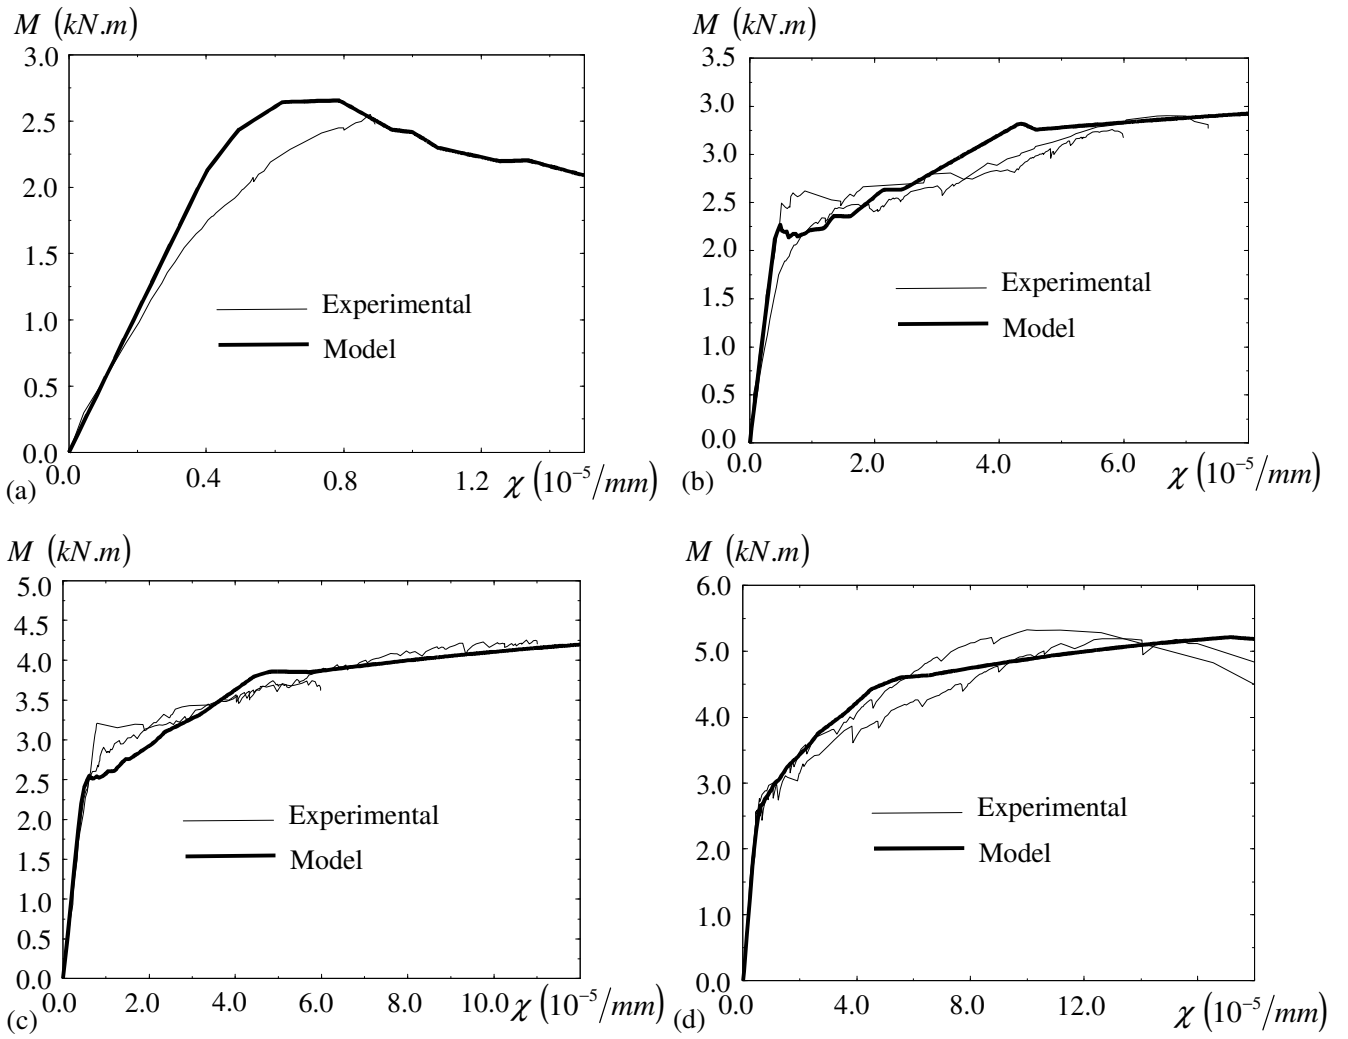 M (kN.m)
3.0
2.5
2.0
1.5
1.0
0.5
0.0
Experimental
Model
0.0 0.4 0.8 1.2 χ (10⁻⁵/mm)
(a)
M (kN.m)
3.5
3.0
3.0
2.5
2.0
1.5
1.0
0.5
0.0
Experimental
Model
0.0 2.0 4.0 6.0
χ (10⁻⁵/mm)
(b)
M (kN.m)
5.0
4.5
4.0
3.5
3.0
2.5
2.0
1.5
1.0
0.5
0.0
Experimental
Model
0.0 2.0 4.0 6.0 8.0 10.0 χ (10⁻⁵/mm)
(c)
M (kN.m)
6.0
5.0
4.0
3.0
2.0
1.0
0.0
Experimental
Model
0.0 4.0 8.0 12.0 χ (10⁻⁵/mm)
(d)